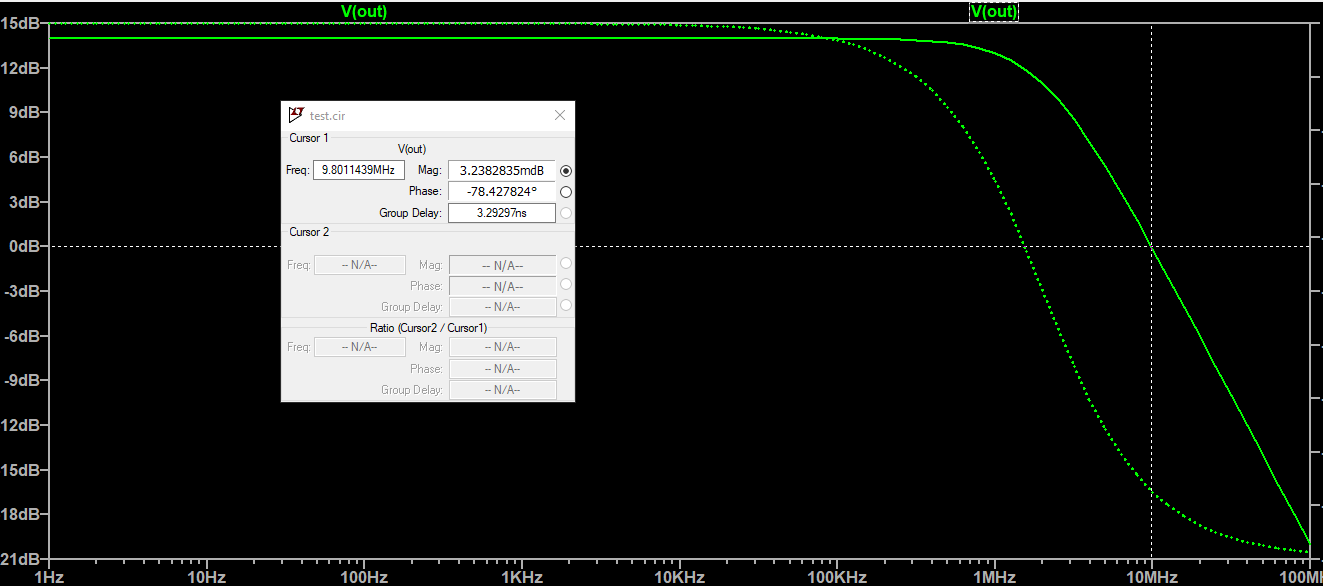 V(out) V(out)
15dB
12dB
9dB
6dB
3dB
0dB
-3dB
-6dB
-9dB
12dB
15dB
18dB
21dB
test.cir
Cursor 1
V(out)
Freq: 9.8011439MHz Mag: 3.2382835mdB
Phase: -78.427824°
Group Delay: 3.29297ns
Cursor 2
Freq: -- N/A-- Mag: -- N/A--
Phase: -- N/A--
Group Delay: -- N/A--
Ratio (Cursor2 / Cursor1)
Freq: -- N/A-- Mag: -- N/A--
Phase: -- N/A--
Group Delay: -- N/A--
1Hz 10Hz 100Hz 1KHz 10KHz 100KHz 1MHz 10MHz 100M